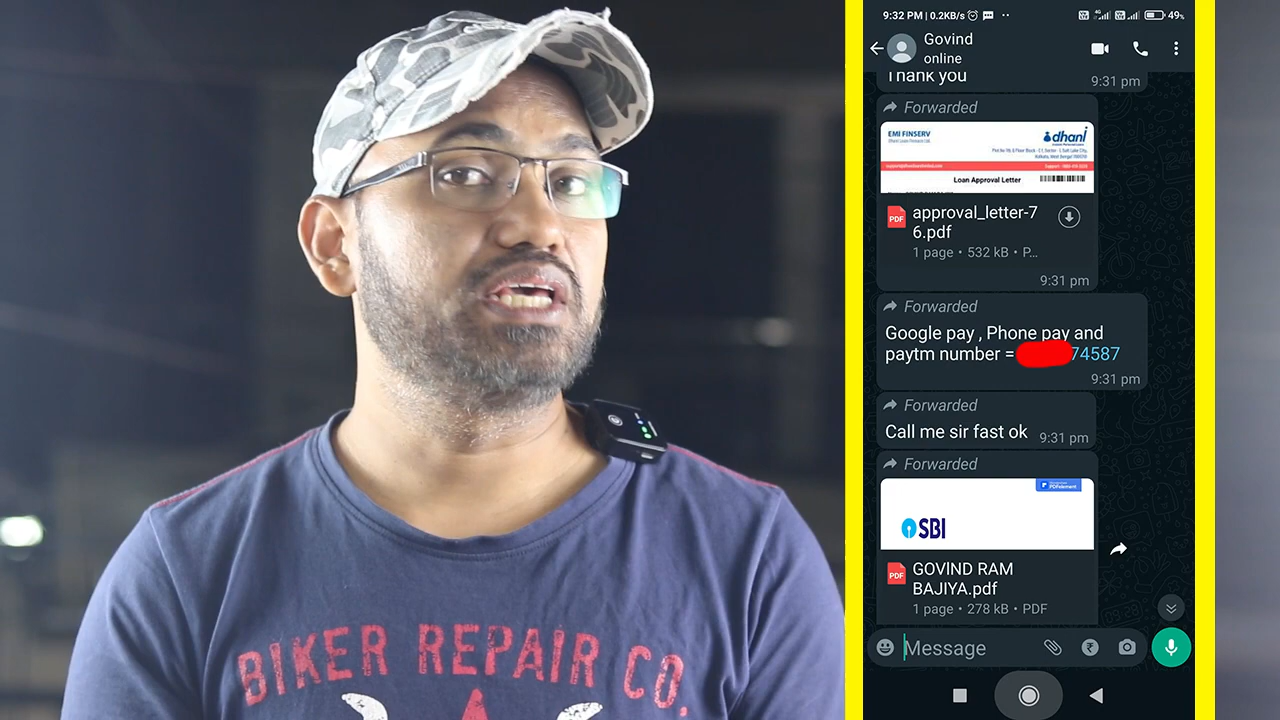 BIKER REPAIR CO.
9:32 PM | 0.2KB/s
49%
Govind
online
Thank you
9:31 pm
Forwarded
EMI FINSERV
dhani
Loan Approval Letter
approval_letter-7
6.pdf
1 page • 532 kB • P...
9:31 pm
Forwarded
Google pay , Phone pay and
paytm number = 74587
9:31 pm
Forwarded
Call me sir fast ok 9:31 pm
Forwarded
PDFelement
SBI
PDF
GOVIND RAM
BAJIYA.pdf
1 page • 278 kB • PDF
Message